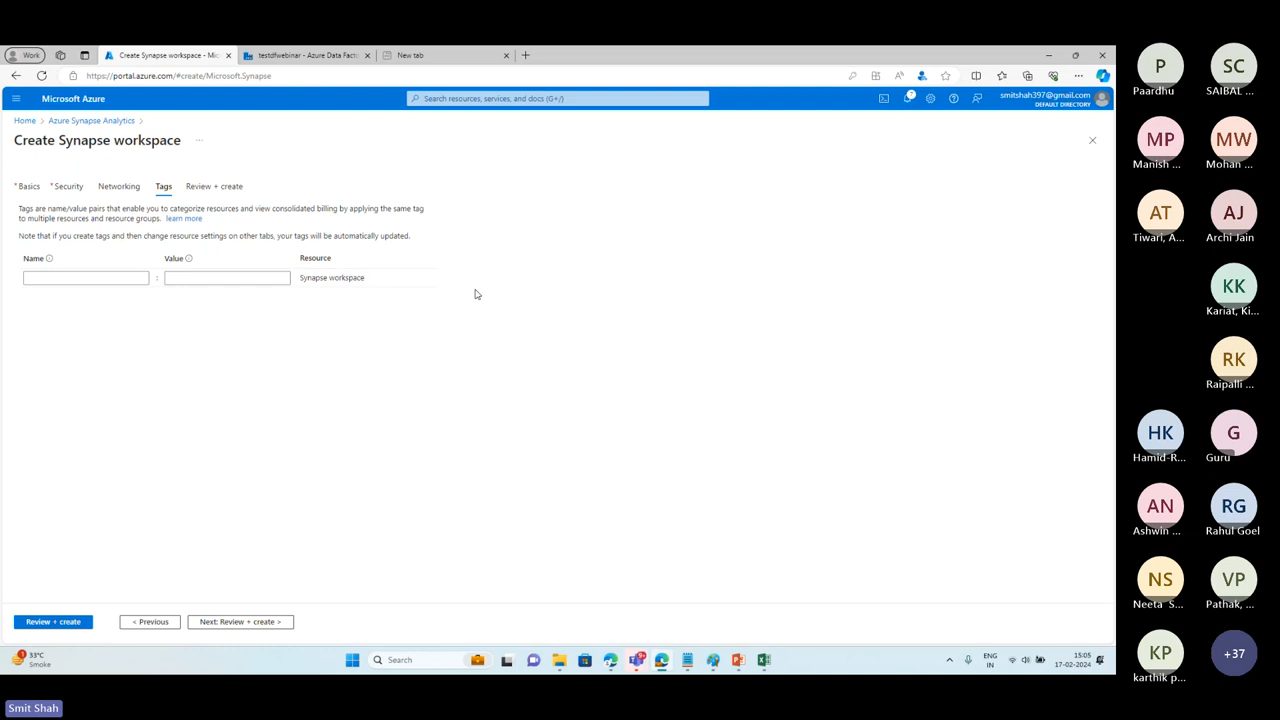 Work
Create Synapse workspace - Mic
testdfwebinar - Azure Data Facto
New tab
https://portal.azure.com/#create/Microsoft.Synapse
Microsoft Azure
Search resources, services, and docs (G+/)
smitshah397@gmail.com
DEFAULT DIRECTORY
Home > Azure Synapse Analytics >
Create Synapse workspace ...
* Basics * Security Networking Tags Review + create
Tags are name/value pairs that enable you to categorize resources and view consolidated billing by applying the same tag
to multiple resources and resource groups. learn more
Note that if you create tags and then change resource settings on other tabs, your tags will be automatically updated.
Name Value Resource
: Synapse workspace
Review + create < Previous Next: Review + create >
33°C
Smoke
Search
ENG
IN
15:05
17-02-2024
P SC
Paardhu SAIBAL ...
MP MW
Manish ... Mohan ...
AT AJ
Tiwari, A... Archi Jain
KK
Kariat, Ki...
RK
Raipalli ...
HK G
Hamid-R... Guru
AN RG
Ashwin ... Rahul Goel
NS VP
Neeta S... Pathak, ...
KP +37
karthik p...
Smit Shah